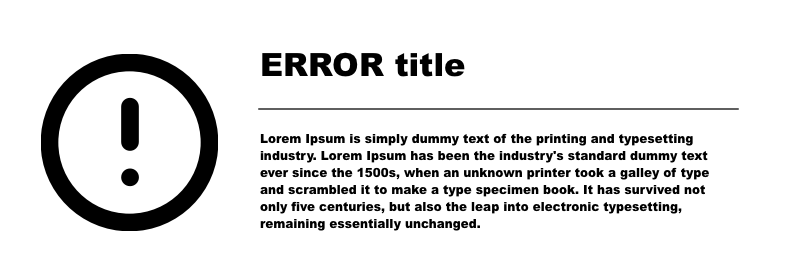 ERROR title
Lorem Ipsum is simply dummy text of the printing and typesetting
industry. Lorem Ipsum has been the industry's standard dummy text
ever since the 1500s, when an unknown printer took a galley of type
and scrambled it to make a type specimen book. It has survived not
only five centuries, but also the leap into electronic typesetting,
remaining essentially unchanged.